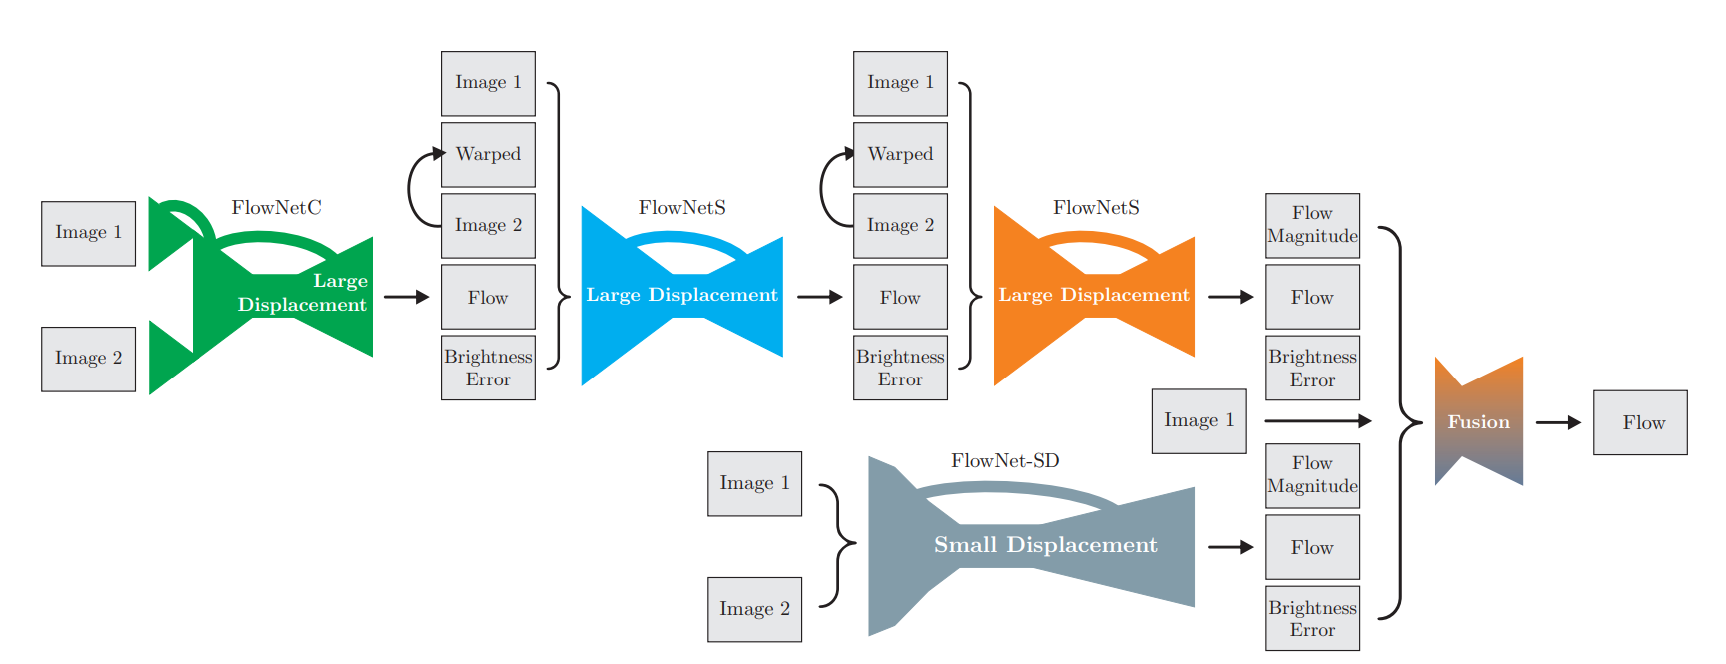 Image 1
Image 2
FlowNetC
Large
Displacement
Image 1
Warped
Image 2
Flow
Brightness
Error
FlowNetS
Large Displacement
Image 1
Warped
Image 2
Flow
Brightness
Error
FlowNetS
Large Displacement
Flow
Magnitude
Flow
Brightness
Error
Image 1
Image 1
Image 2
FlowNet-SD
Small Displacement
Flow
Magnitude
Flow
Brightness
Error
Fusion
Flow